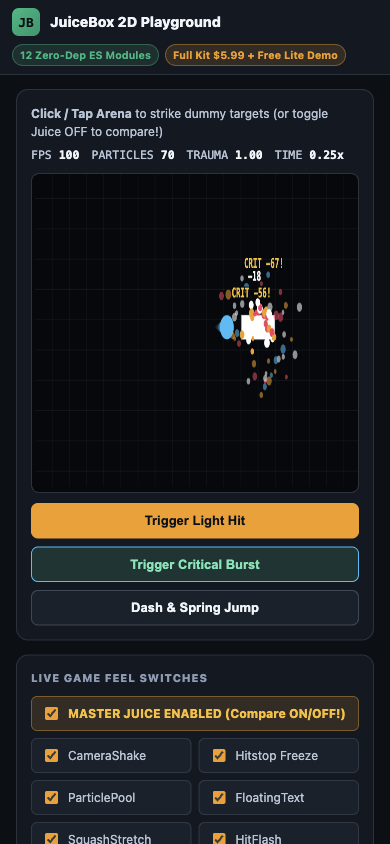 JB JuiceBox 2D Playground
12 Zero-Dep ES Modules Full Kit $5.99 + Free Lite Demo
Click / Tap Arena to strike dummy targets (or toggle
Juice OFF to compare!)
FPS 100 PARTICLES 70 TRAUMA 1.00 TIME 0.25x
CRIT -67!
-18
CRIT -56!
Trigger Light Hit
Trigger Critical Burst
Dash & Spring Jump
LIVE GAME FEEL SWITCHES
MASTER JUICE ENABLED (Compare ON/OFF!)
CameraShake Hitstop Freeze
ParticlePool FloatingText
SquashStretch HitFlash